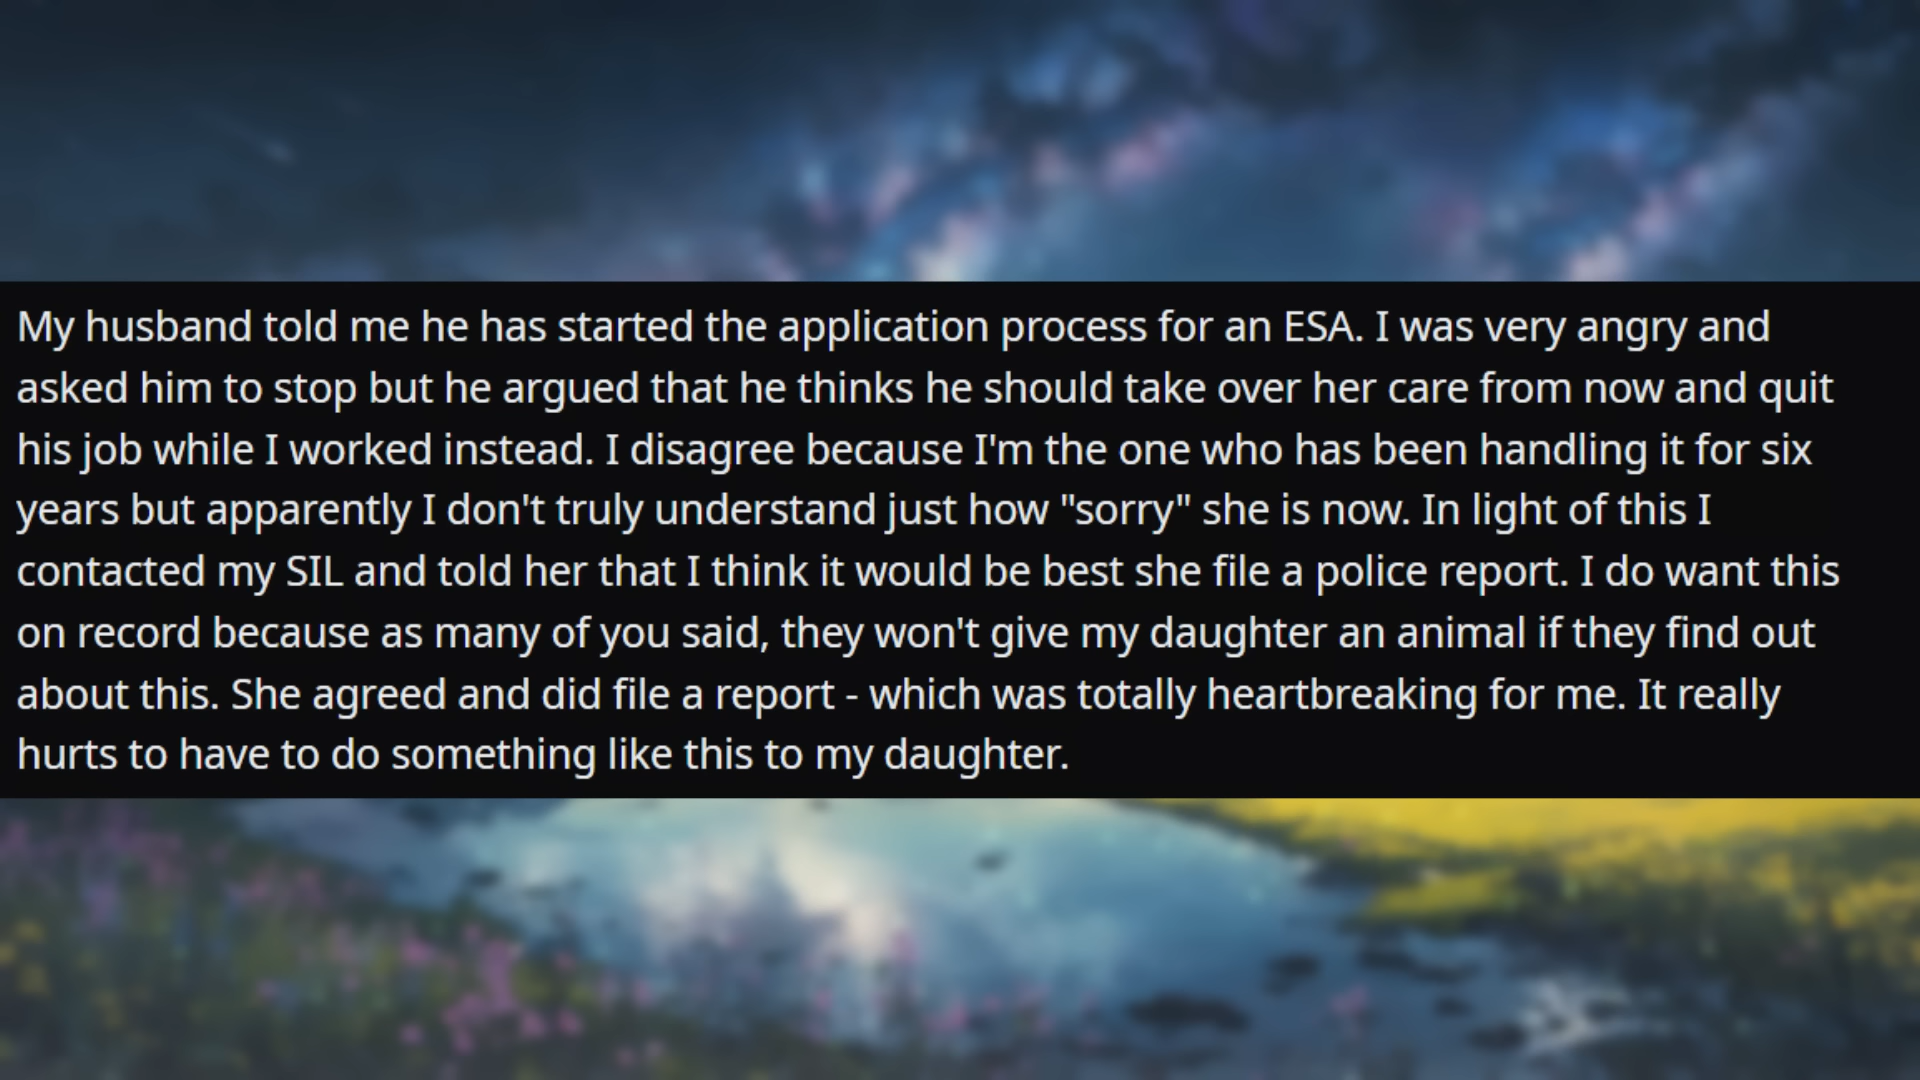 My husband told me he has started the application process for an ESA. I was very angry and
asked him to stop but he argued that he thinks he should take over her care from now and quit
his job while I worked instead. I disagree because I'm the one who has been handling it for six
years but apparently I don't truly understand just how "sorry" she is now. In light of this I
contacted my SIL and told her that I think it would be best she file a police report. I do want this
on record because as many of you said, they won't give my daughter an animal if they find out
about this. She agreed and did file a report - which was totally heartbreaking for me. It really
hurts to have to do something like this to my daughter.